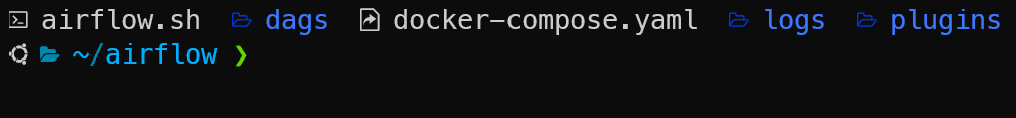 airflow.sh dags docker-compose.yaml logs plugins
~/airflow ❯